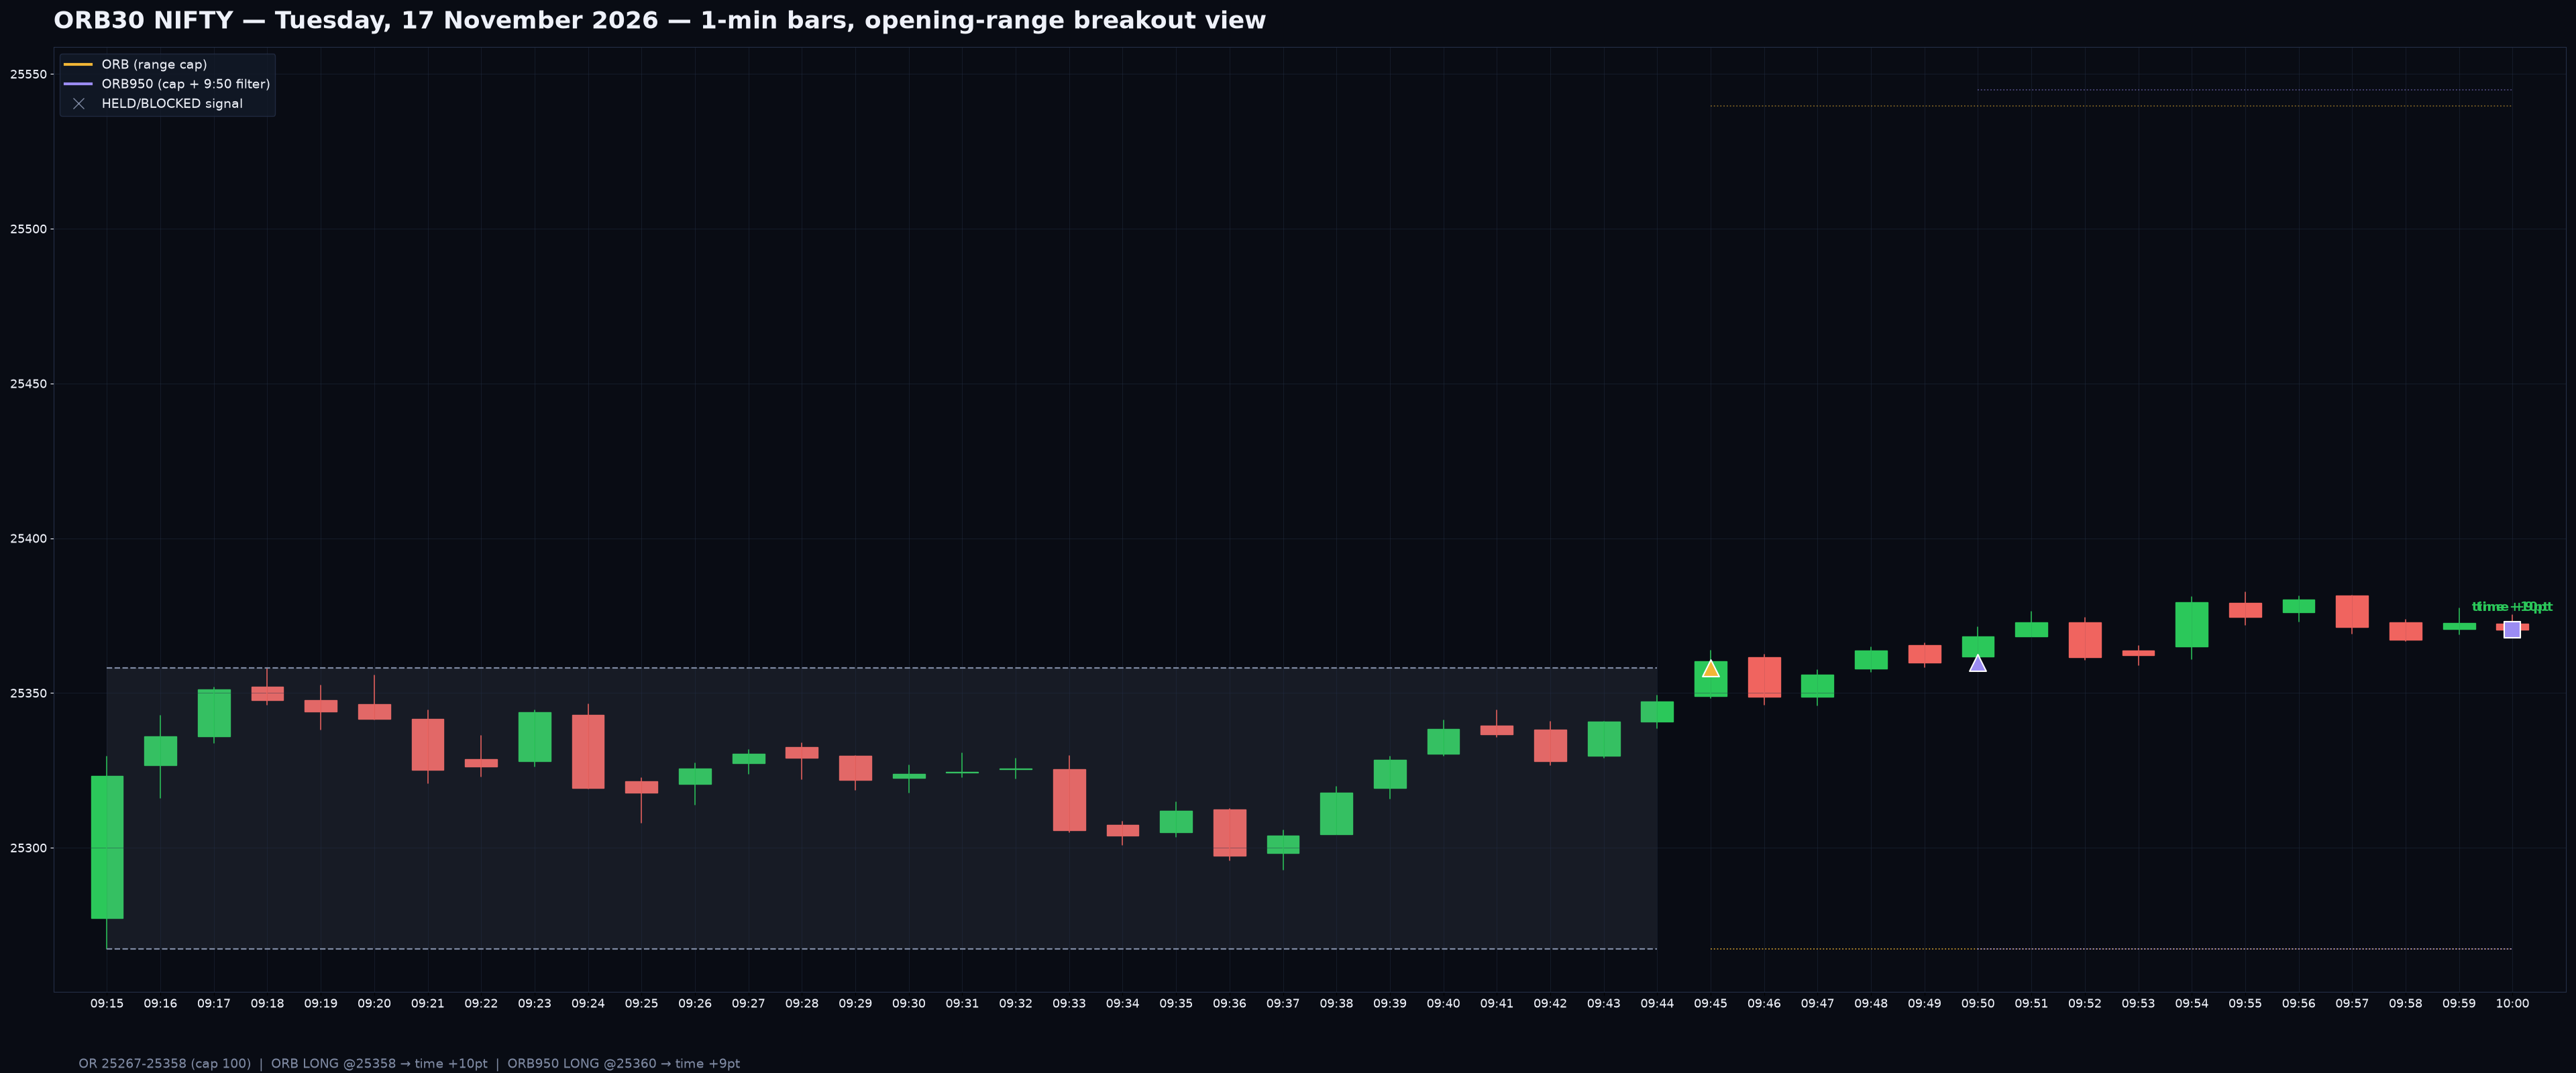 ORB30 NIFTY — Tuesday, 17 November 2026 — 1-min bars, opening-range breakout view
ORB (range cap)
ORB950 (cap + 9:50 filter)
HELD/BLOCKED signal
25550
25500
25450
25400
25350
25300
09:15 09:16 09:17 09:18 09:19 09:20 09:21 09:22 09:23 09:24 09:25 09:26 09:27 09:28 09:29 09:30 09:31 09:32 09:33 09:34 09:35 09:36 09:37 09:38 09:39 09:40 09:41 09:42 09:43 09:44 09:45 09:46 09:47 09:48 09:49 09:50 09:51 09:52 09:53 09:54 09:55 09:56 09:57 09:58 09:59 10:00
OR 25267-25358 (cap 100) | ORB LONG @25358 → time +10pt | ORB950 LONG @25360 → time +9pt